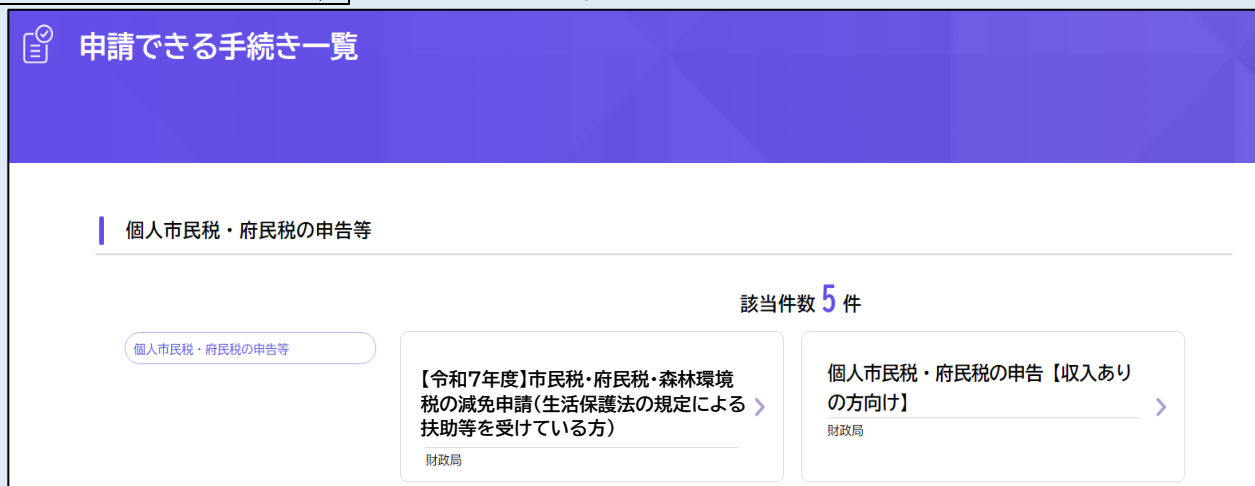 申請できる手続き一覧
個人市民税・府民税の申告等
該当件数 5 件
個人市民税・府民税の申告等
【令和7年度】市民税・府民税・森林環境
税の減免申請(生活保護法の規定による
扶助等を受けている方)
財政局
個人市民税・府民税の申告【収入あり
の方向け】
財政局